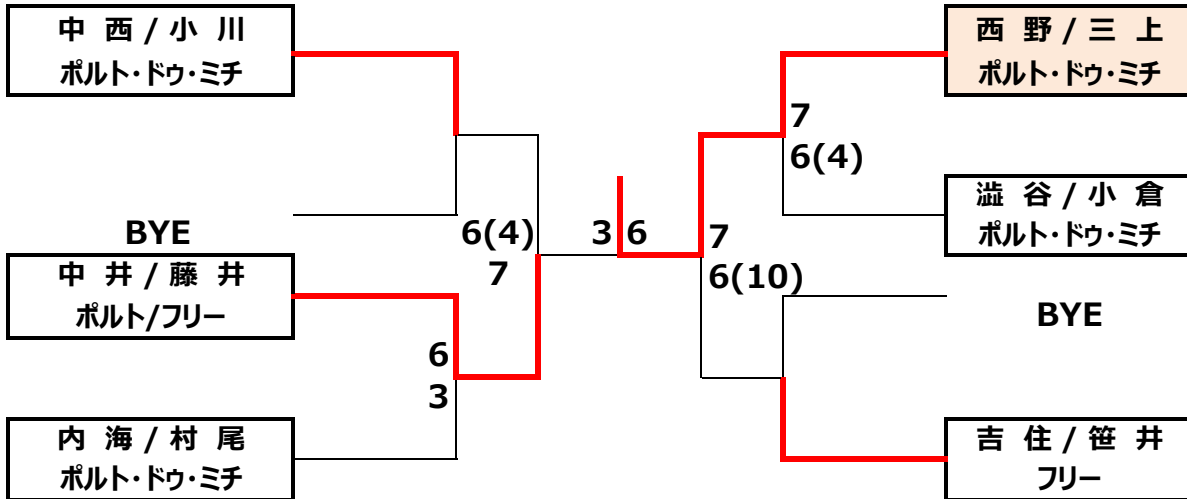 中 西 / 小 川
ポルト・ドゥ・ミチ
BYE
中 井 / 藤 井
ポルト/フリー
内 海 / 村 尾
ポルト・ドゥ・ミチ
6
3
6(4)
7
3 6
7
6(10)
7
6(4)
西 野 / 三 上
ポルト・ドゥ・ミチ
澁 谷 / 小 倉
ポルト・ドゥ・ミチ
BYE
吉 住 / 笹 井
フリー